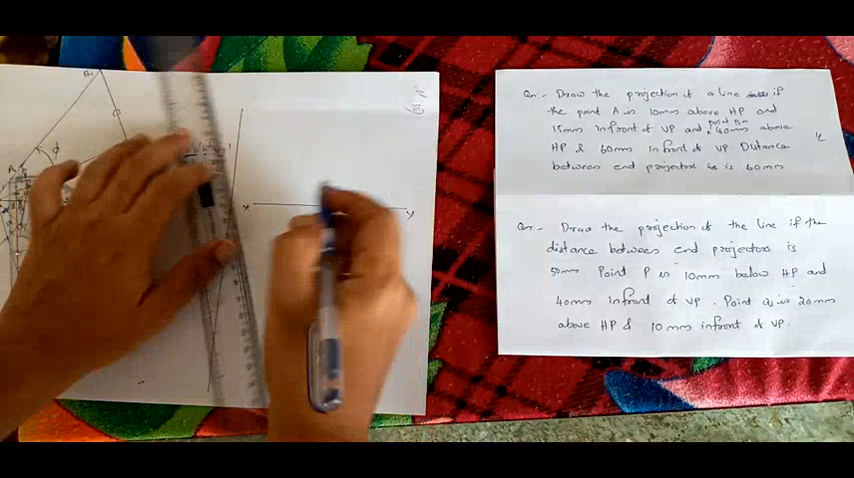 Qn:- Draw the projection of a line if
the point A is 10mm above HP and
15mm infront of VP and point B is 40mm above
HP & 60mm infront of VP. Distance
between end projectors is is 60mm
Qn:- Draw the projection of the line if the
distance between end projectors is
50mm Point P is 10mm below HP and
40mm infront of VP. Point Q is 20mm
above HP & 10mm infront of VP.
B1
A
φ
X
Y